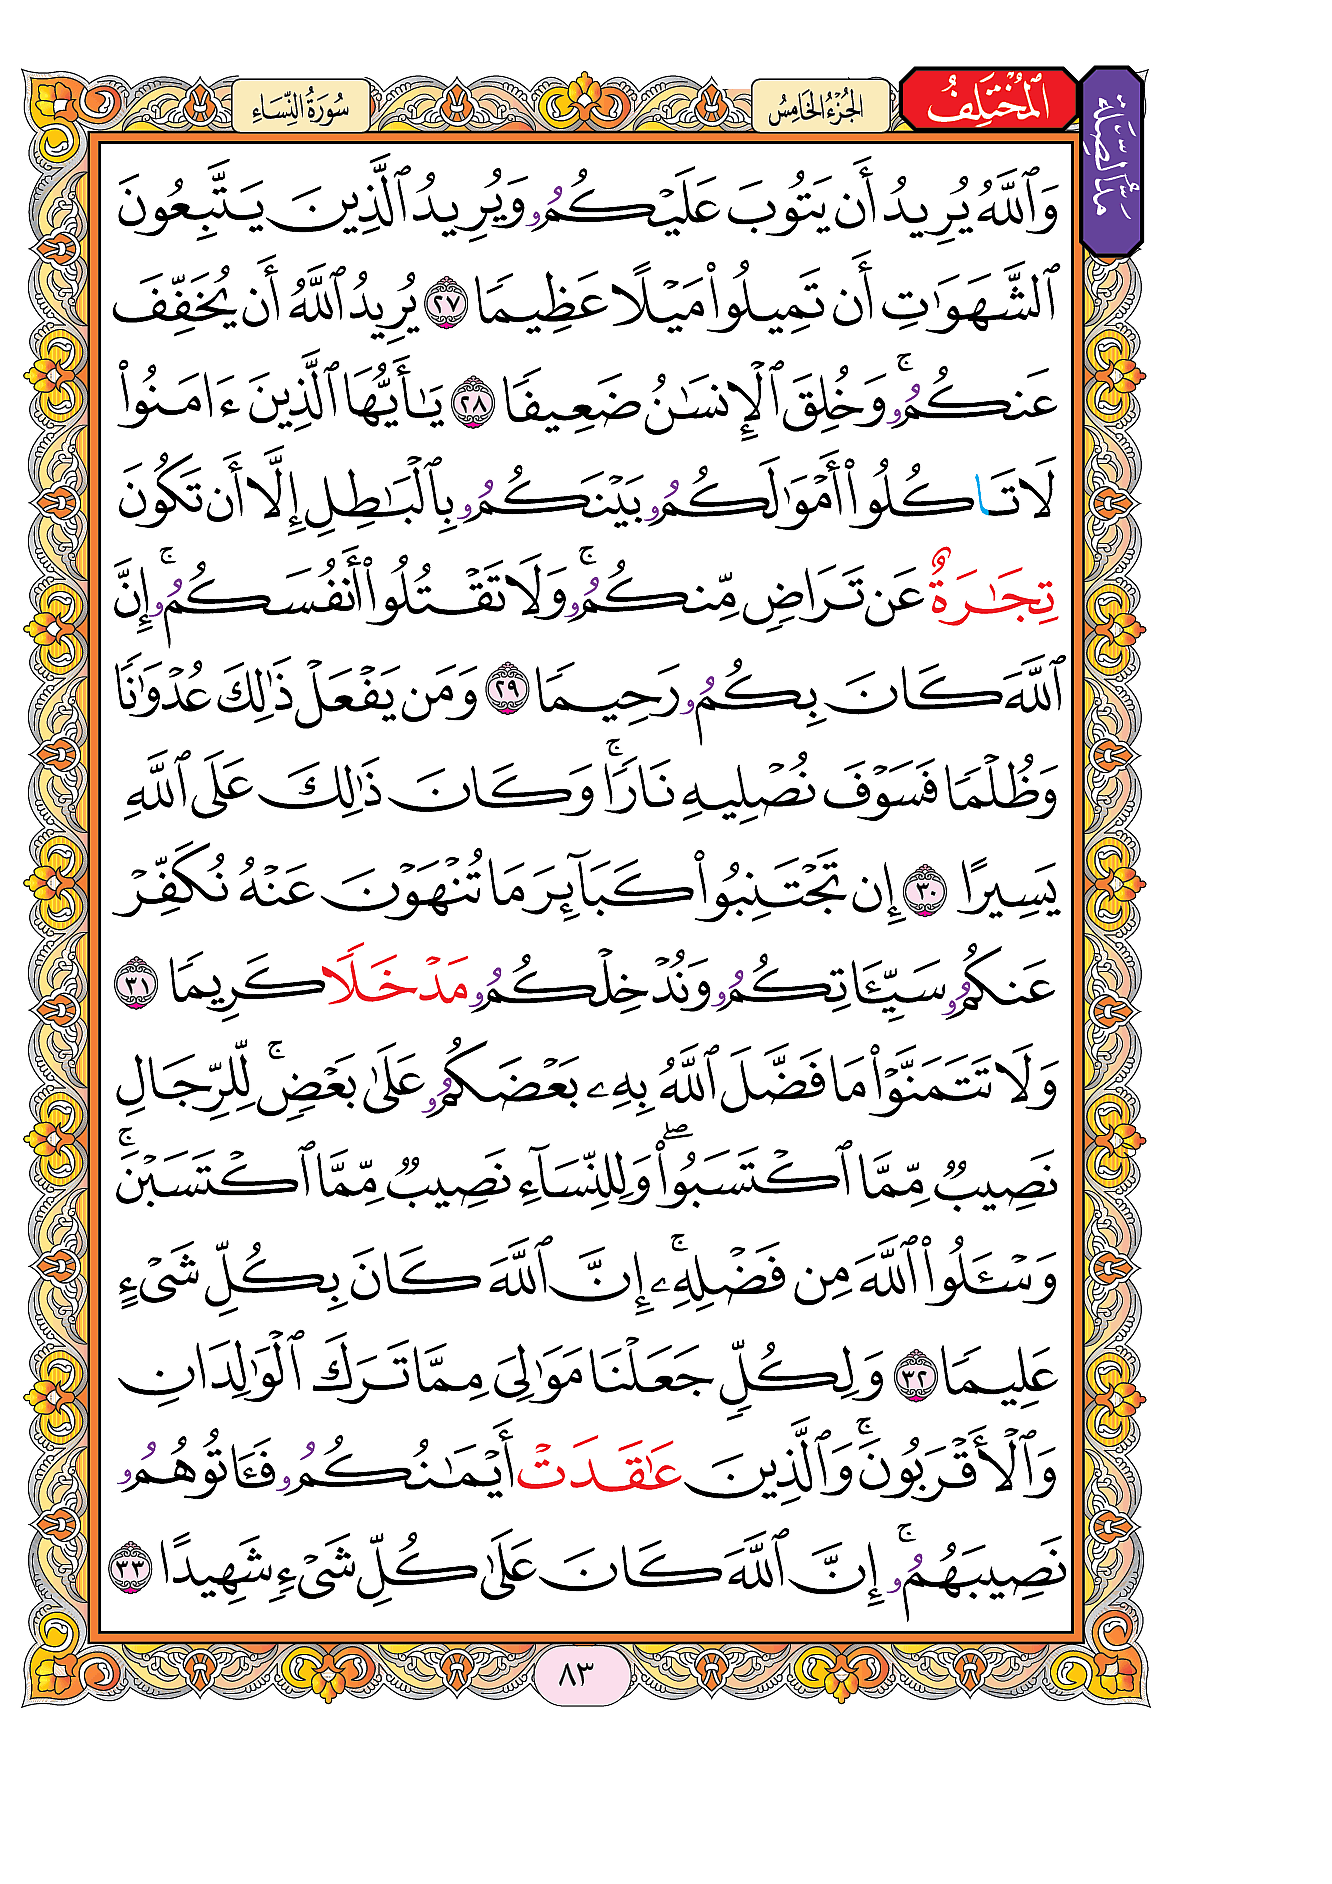 مَدُّ الصِّلَة
المُخْتَلِفُ
الجُزْءُ الخَامِسُ
سُورَةُ النِّسَاءِ
وَٱللَّهُ يُرِيدُ أَن يَتُوبَ عَلَيْكُمُۥ وَيُرِيدُ ٱلَّذِينَ يَتَّبِعُونَ
ٱلشَّهَوَٰتِ أَن تَمِيلُوا۟ مَيْلًا عَظِيمًا ٢٧ يُرِيدُ ٱللَّهُ أَن يُخَفِّفَ
عَنكُمُۥۚ وَخُلِقَ ٱلْإِنسَٰنُ ضَعِيفًا ٢٨ يَٰأَيُّهَا ٱلَّذِينَ ءَامَنُوا۟
لَا تَاكُلُوا۟ أَمْوَٰلَكُمُۥ بَيْنَكُمُۥ بِٱلْبَٰطِلِ إِلَّا أَن تَكُونَ
تِجَٰرَةٌ عَن تَرَاضٍ مِّنكُمُۥۚ وَلَا تَقْتُلُوا۟ أَنفُسَكُمُۥۚ إِنَّ
ٱللَّهَ كَانَ بِكُمُۥ رَحِيمًا ٢٩ وَمَن يَفْعَلْ ذَٰلِكَ عُدْوَٰنًا
وَظُلْمًا فَسَوْفَ نُصْلِيهِ نَارًاۚ وَكَانَ ذَٰلِكَ عَلَى ٱللَّهِ
يَسِيرًا ٣٠ إِن تَجْتَنِبُوا۟ كَبَآئِرَ مَا تُنْهَوْنَ عَنْهُ نُكَفِّرْ
عَنكُمُۥ سَيِّـَٔاتِكُمُۥ وَنُدْخِلْكُمُۥ مَدْخَلًا كَرِيمًا ٣١
وَلَا تَتَمَنَّوْا۟ مَا فَضَّلَ ٱللَّهُ بِهِۦ بَعْضَكُمُۥ عَلَىٰ بَعْضٍۚ لِّلرِّجَالِ
نَصِيبٌ مِّمَّا ٱكْتَسَبُوا۟ۖ وَلِلنِّسَآءِ نَصِيبٌ مِّمَّا ٱكْتَسَبْنَۚ
وَسْـَٔلُوا۟ ٱللَّهَ مِن فَضْلِهِۦۚ إِنَّ ٱللَّهَ كَانَ بِكُلِّ شَىْءٍ
عَلِيمًا ٣٢ وَلِكُلٍّ جَعَلْنَا مَوَٰلِىَ مِمَّا تَرَكَ ٱلْوَٰلِدَانِ
وَٱلْأَقْرَبُونَۚ وَٱلَّذِينَ عَٰقَدَتْ أَيْمَٰنُكُمُۥ فَـَٔاتُوهُمُۥ
نَصِيبَهُمُۥۚ إِنَّ ٱللَّهَ كَانَ عَلَىٰ كُلِّ شَىْءٍ شَهِيدًا ٣٣
٨٣